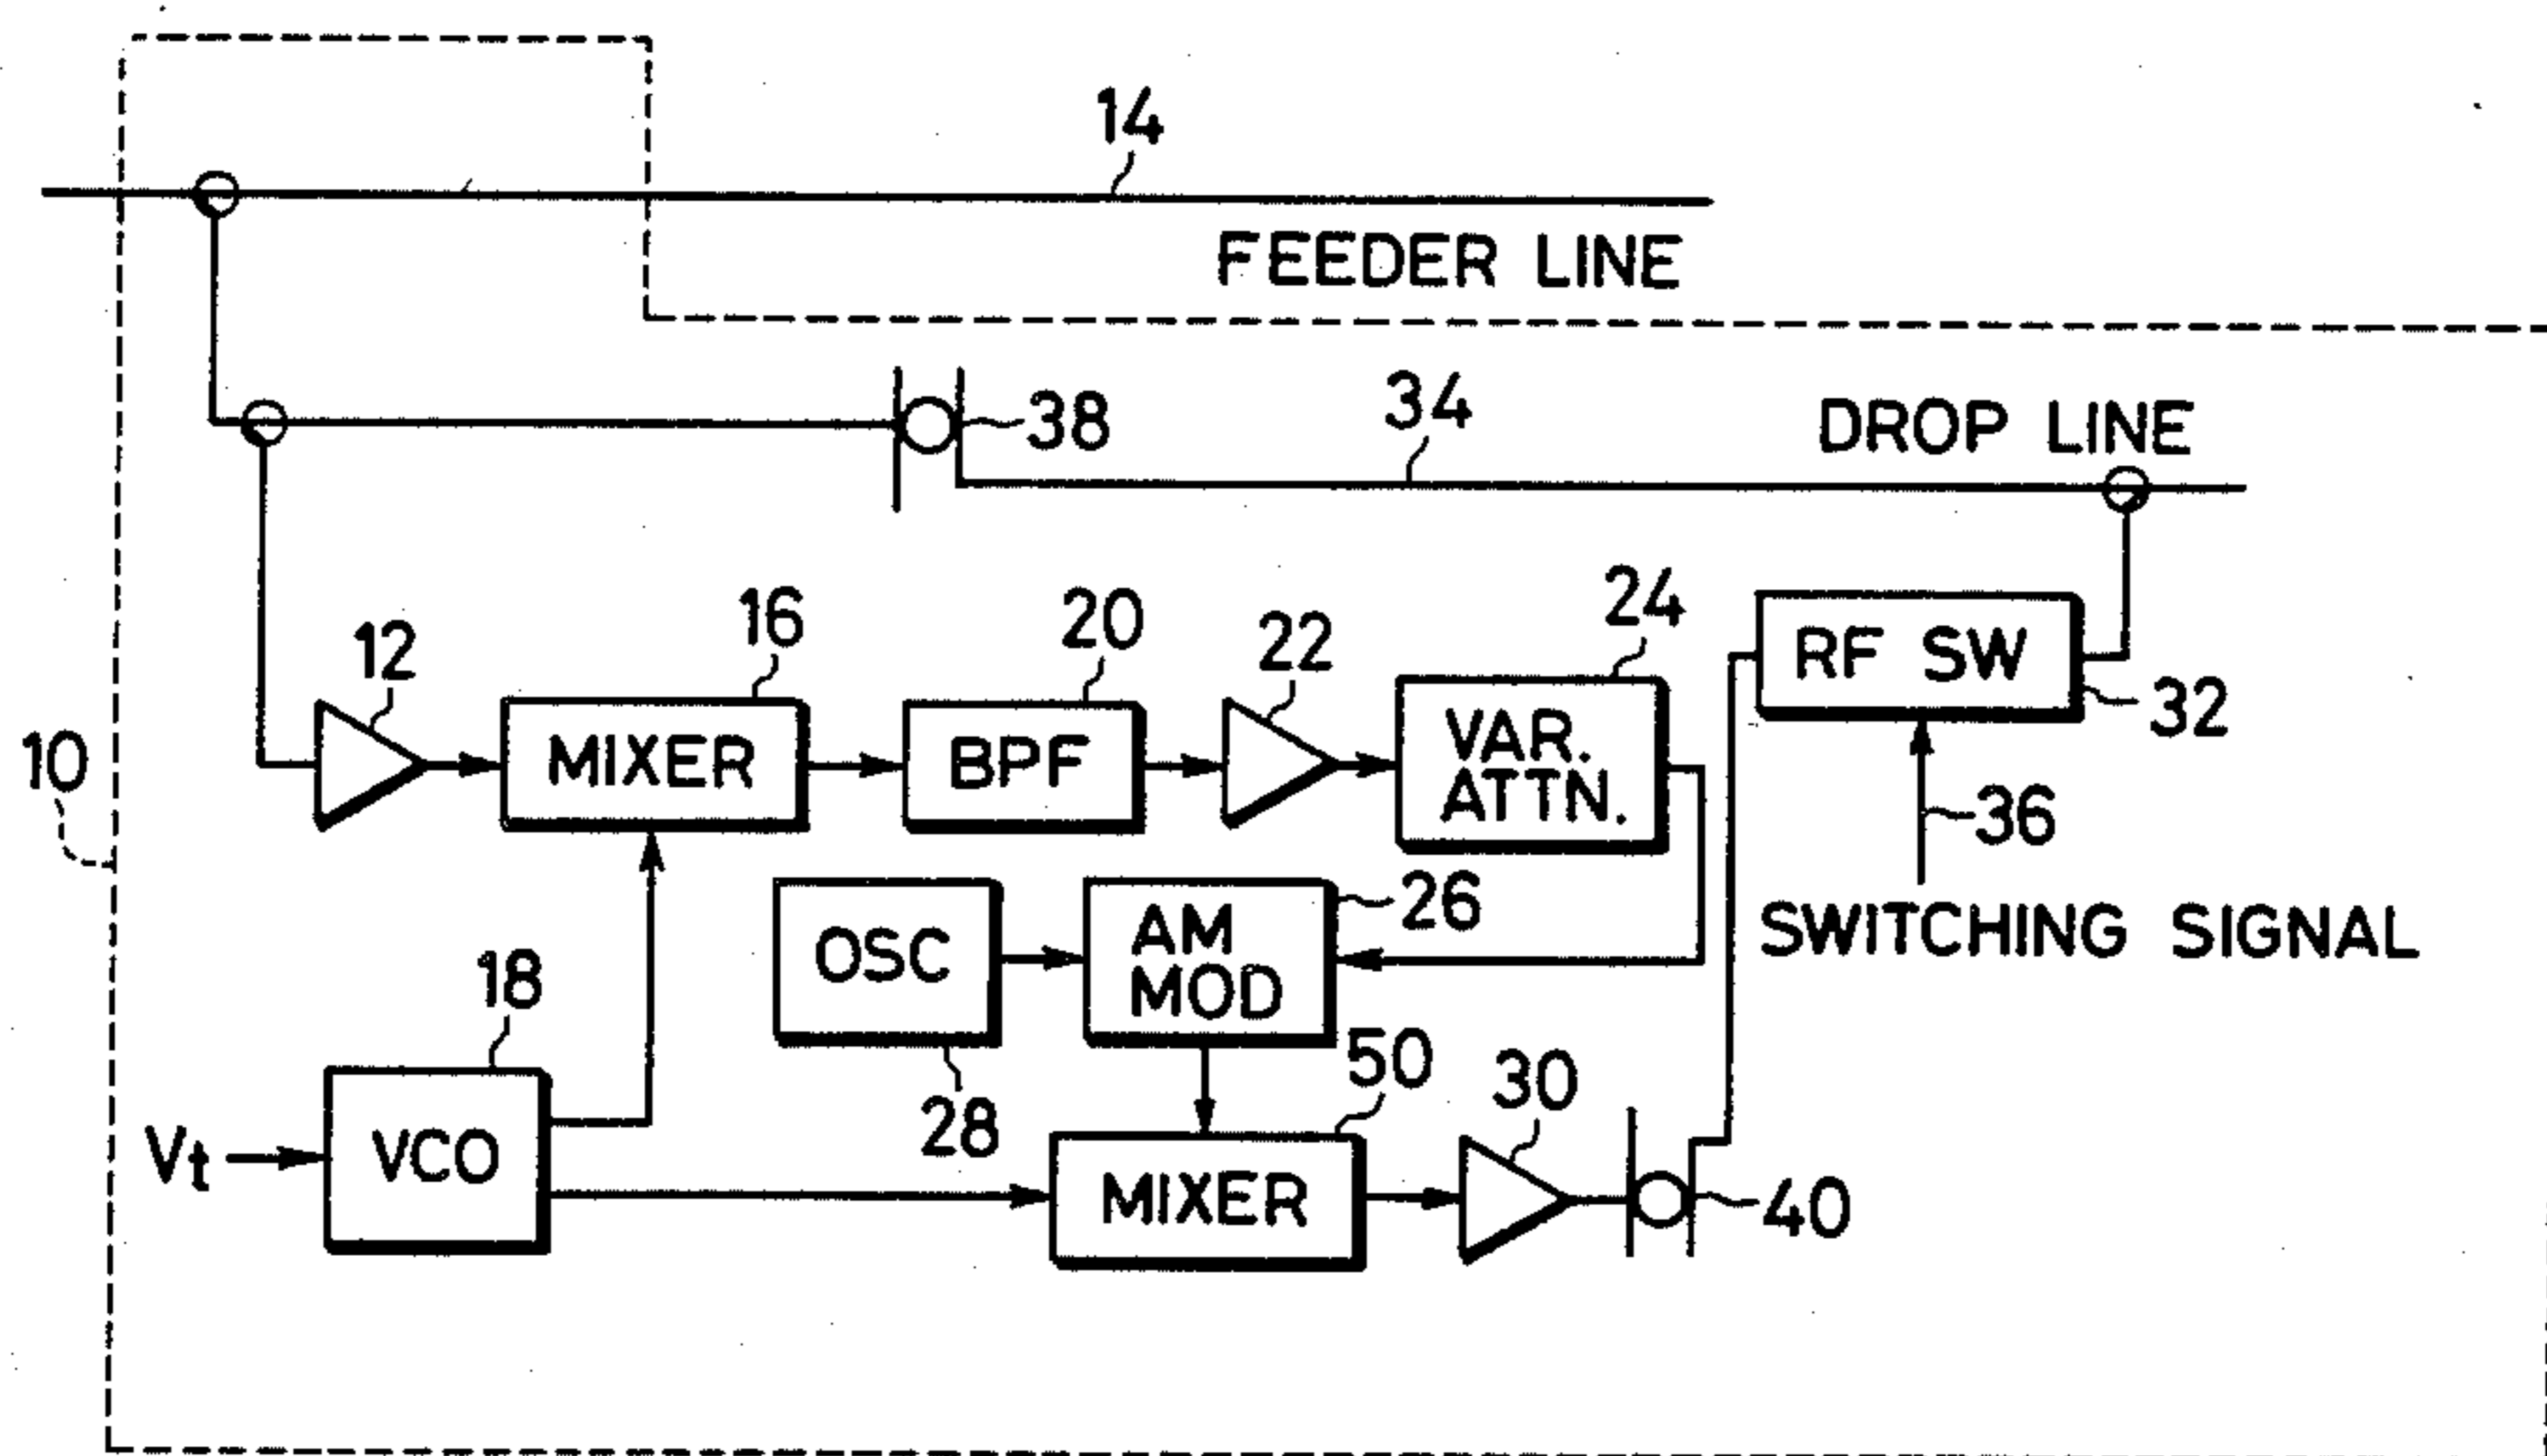 14
FEEDER LINE
38
34
DROP LINE
12
16
20
22
24
10
MIXER
BPF
VAR.
ATTN.
RF SW
32
36
SWITCHING SIGNAL
18
OSC
28
AM
MOD
26
50
30
Vt
VCO
MIXER
40